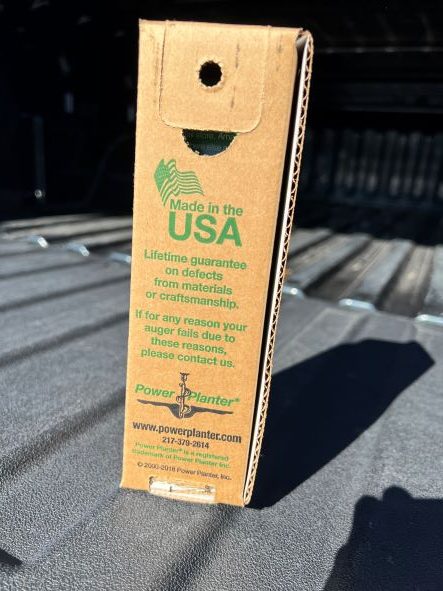 Made in the
USA
Lifetime guarantee
on defects
from materials
or craftsmanship.
If for any reason your
auger fails due to
these reasons,
please contact us.
Power Planter®
www.powerplanter.com
217-379-2614
Power Planter® is a registered
trademark of Power Planter Inc.
© 2000-2018 Power Planter, Inc.